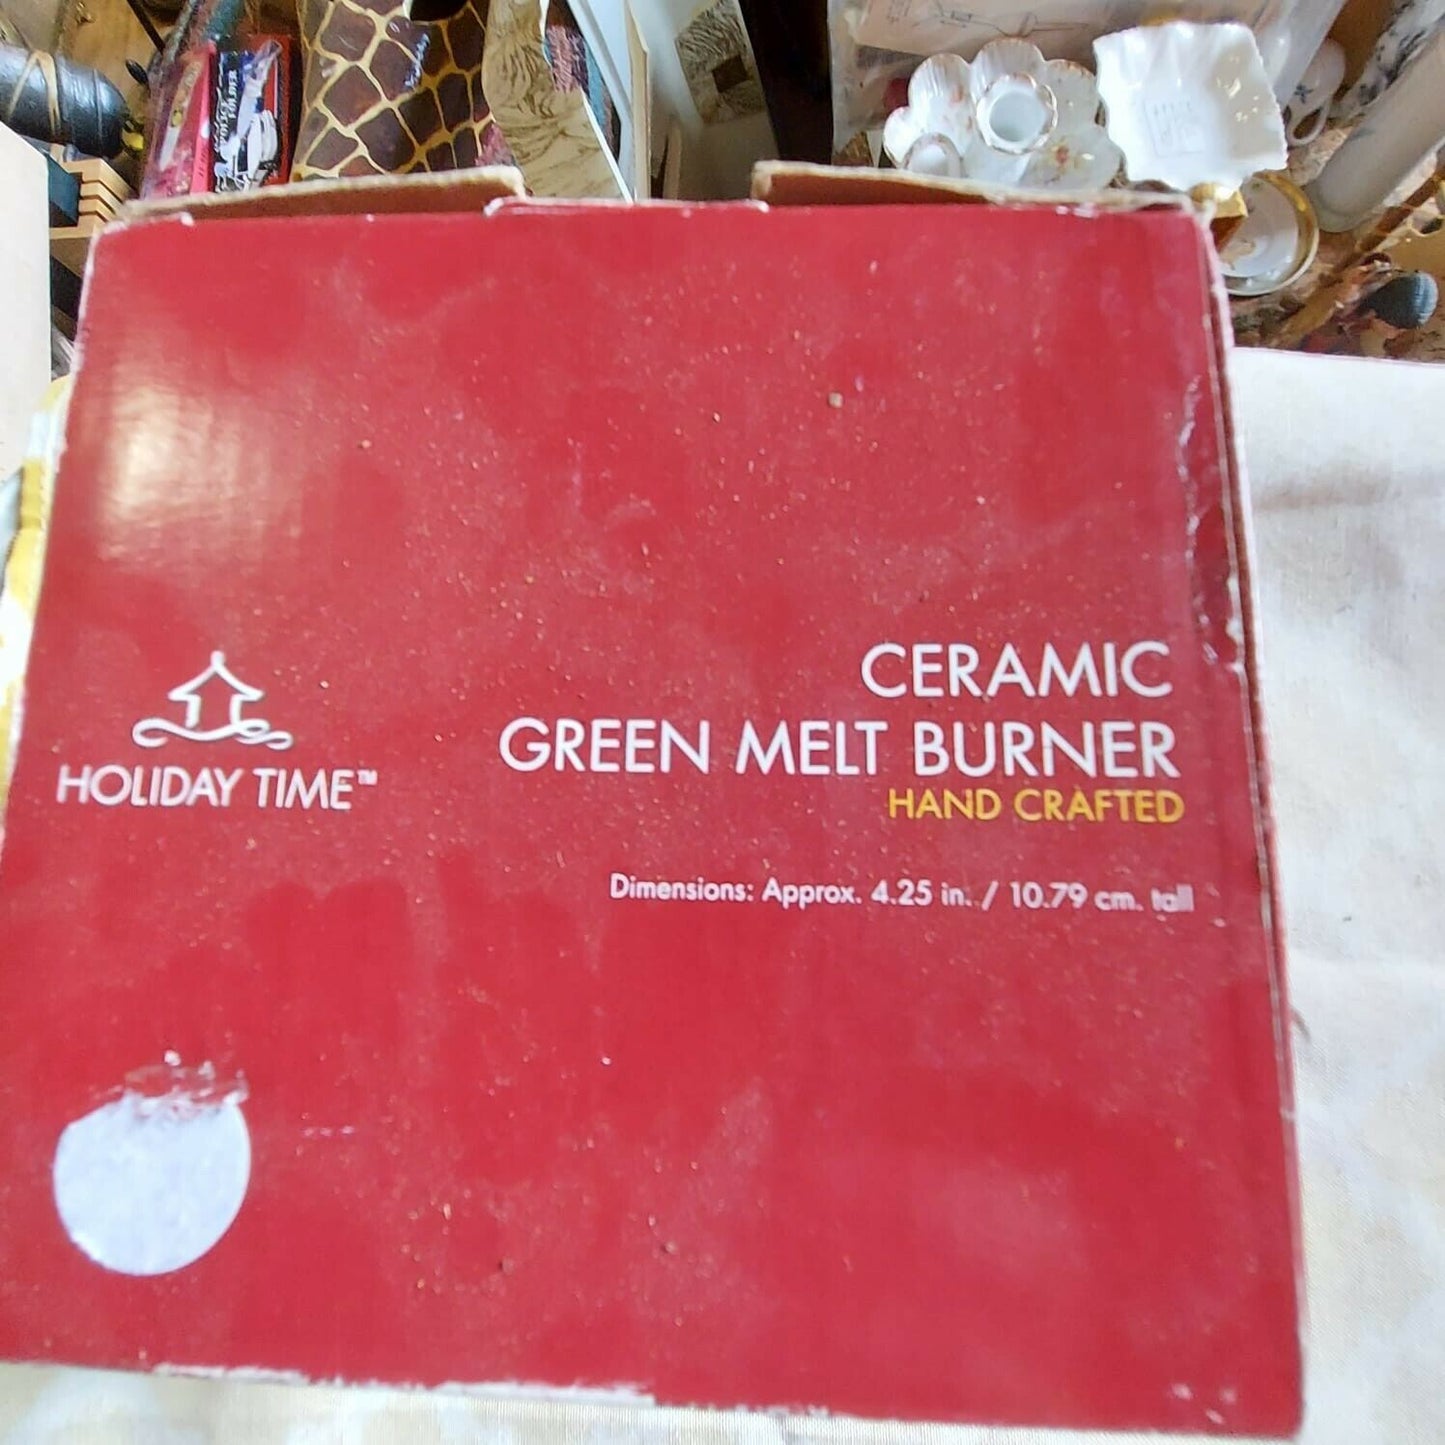 HOLIDAY TIME™
CERAMIC
GREEN MELT BURNER
HAND CRAFTED
Dimensions: Approx. 4.25 in. / 10.79 cm. tall